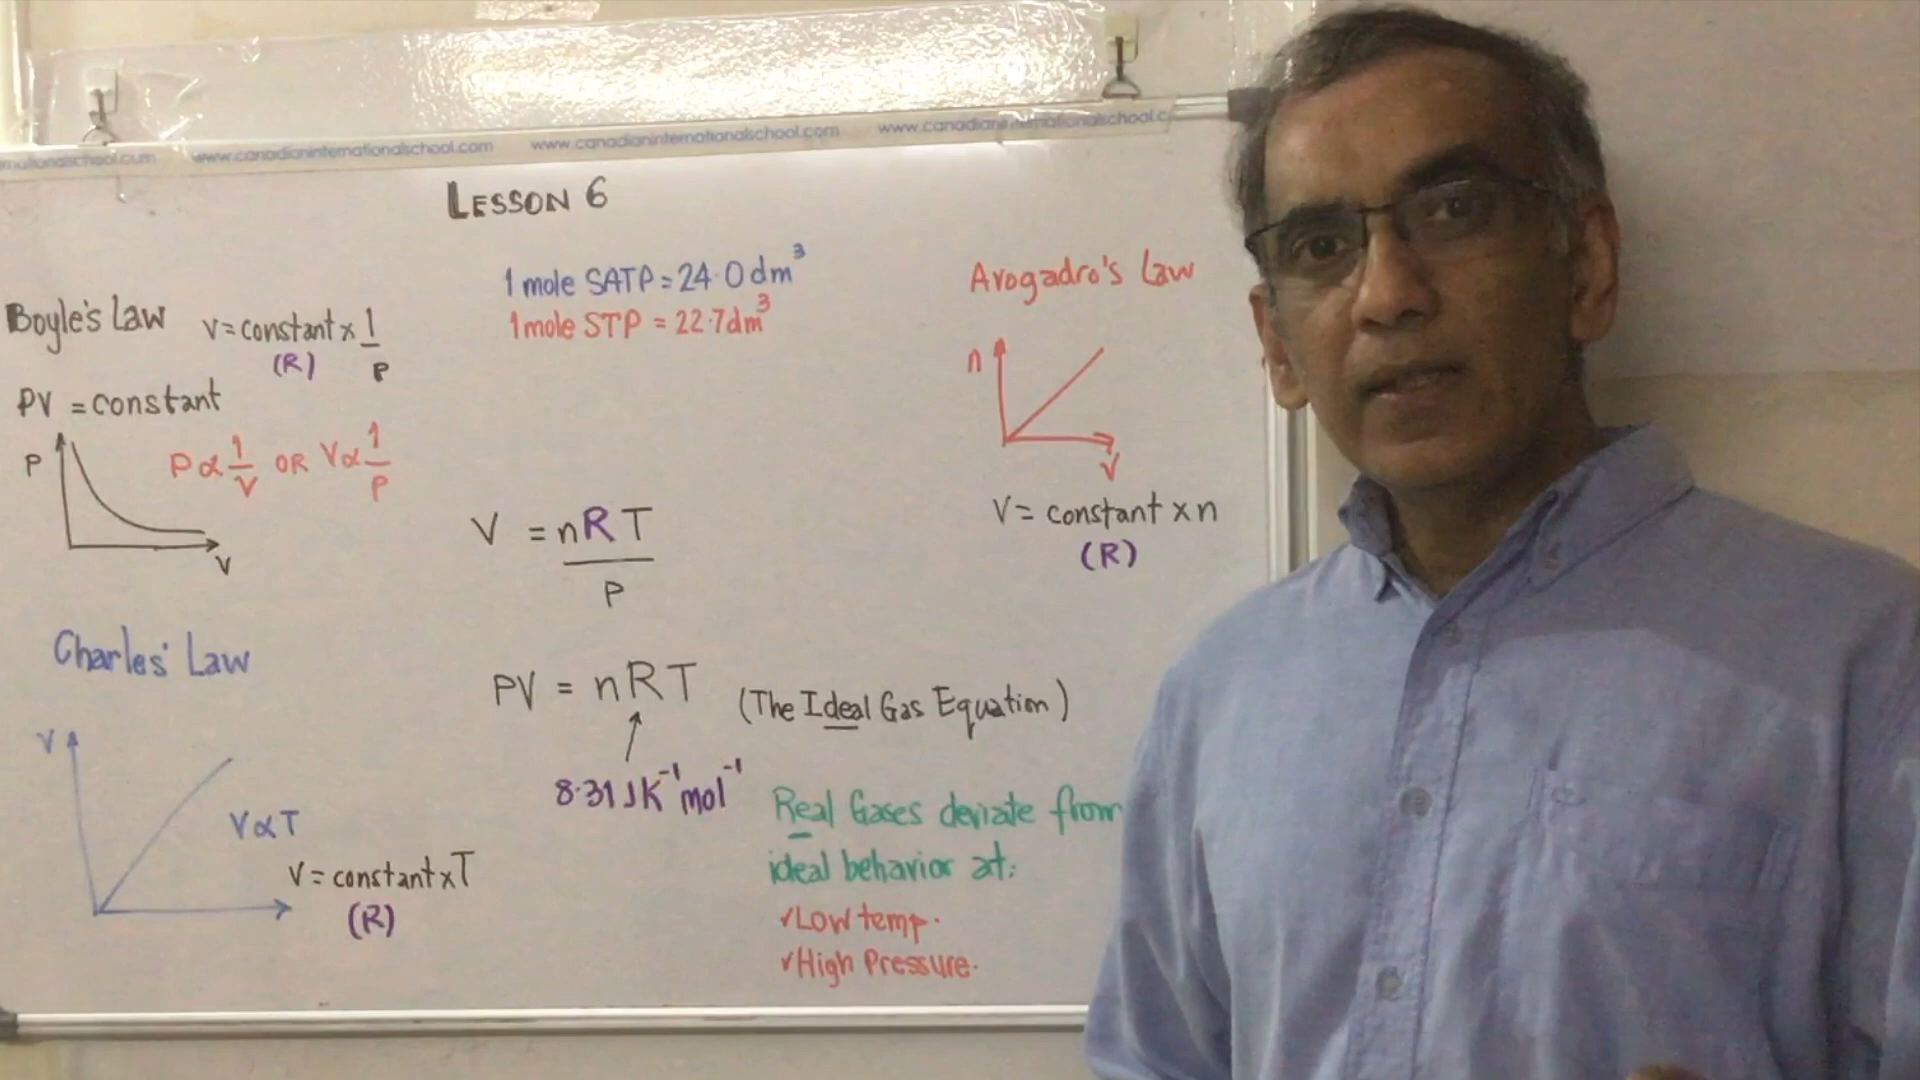 www.canadianinternationalschool.com www.canadianinternationalschool.com
LESSON 6
1 mole SATP = 24.0 dm³
1 mole STP = 22.7 dm³
Boyle's Law V = constant x 1/P
(R)
PV = constant
P
P∝1/V OR V∝1/P
V
Charles' Law
V
V∝T
V = constant x T
(R)
V = nRT/P
PV = nRT (The Ideal Gas Equation)
8.31 JK⁻¹ mol⁻¹
Real Gases deviate from
ideal behavior at:
✓Low temp.
✓High Pressure.
Avogadro's Law
n
V
V = constant x n
(R)